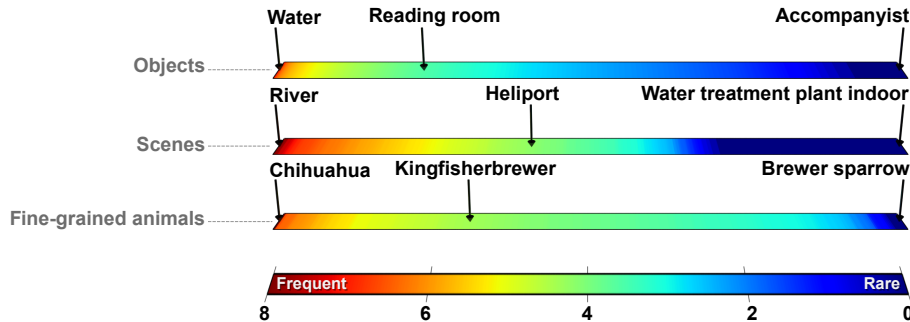 Water Reading room Accompanyist
Objects
River Heliport Water treatment plant indoor
Scenes
Chihuahua Kingfisherbrewer Brewer sparrow
Fine-grained animals
Frequent Rare
8 6 4 2 0